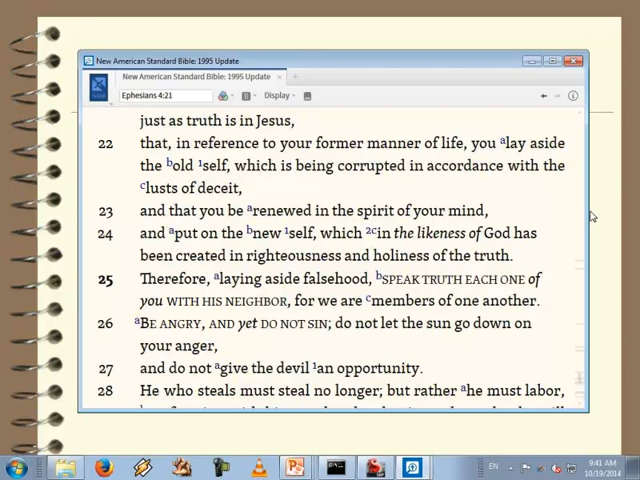 New American Standard Bible: 1995 Update
New American Standard Bible: 1995 Update
Ephesians 4:21 Display
just as truth is in Jesus,
22 that, in reference to your former manner of life, you alay aside
the bold 1self, which is being corrupted in accordance with the
clusts of deceit,
23 and that you be arenewed in the spirit of your mind,
24 and aput on the bnew 1self, which 2cin the likeness of God has
been created in righteousness and holiness of the truth.
25 Therefore, alaying aside falsehood, bSPEAK TRUTH EACH ONE of
you WITH HIS NEIGHBOR, for we are cmembers of one another.
26 aBE ANGRY, AND yet DO NOT SIN; do not let the sun go down on
your anger,
27 and do not agive the devil 1an opportunity.
28 He who steals must steal no longer; but rather ahe must labor,
EN
9:41 AM
10/19/2014